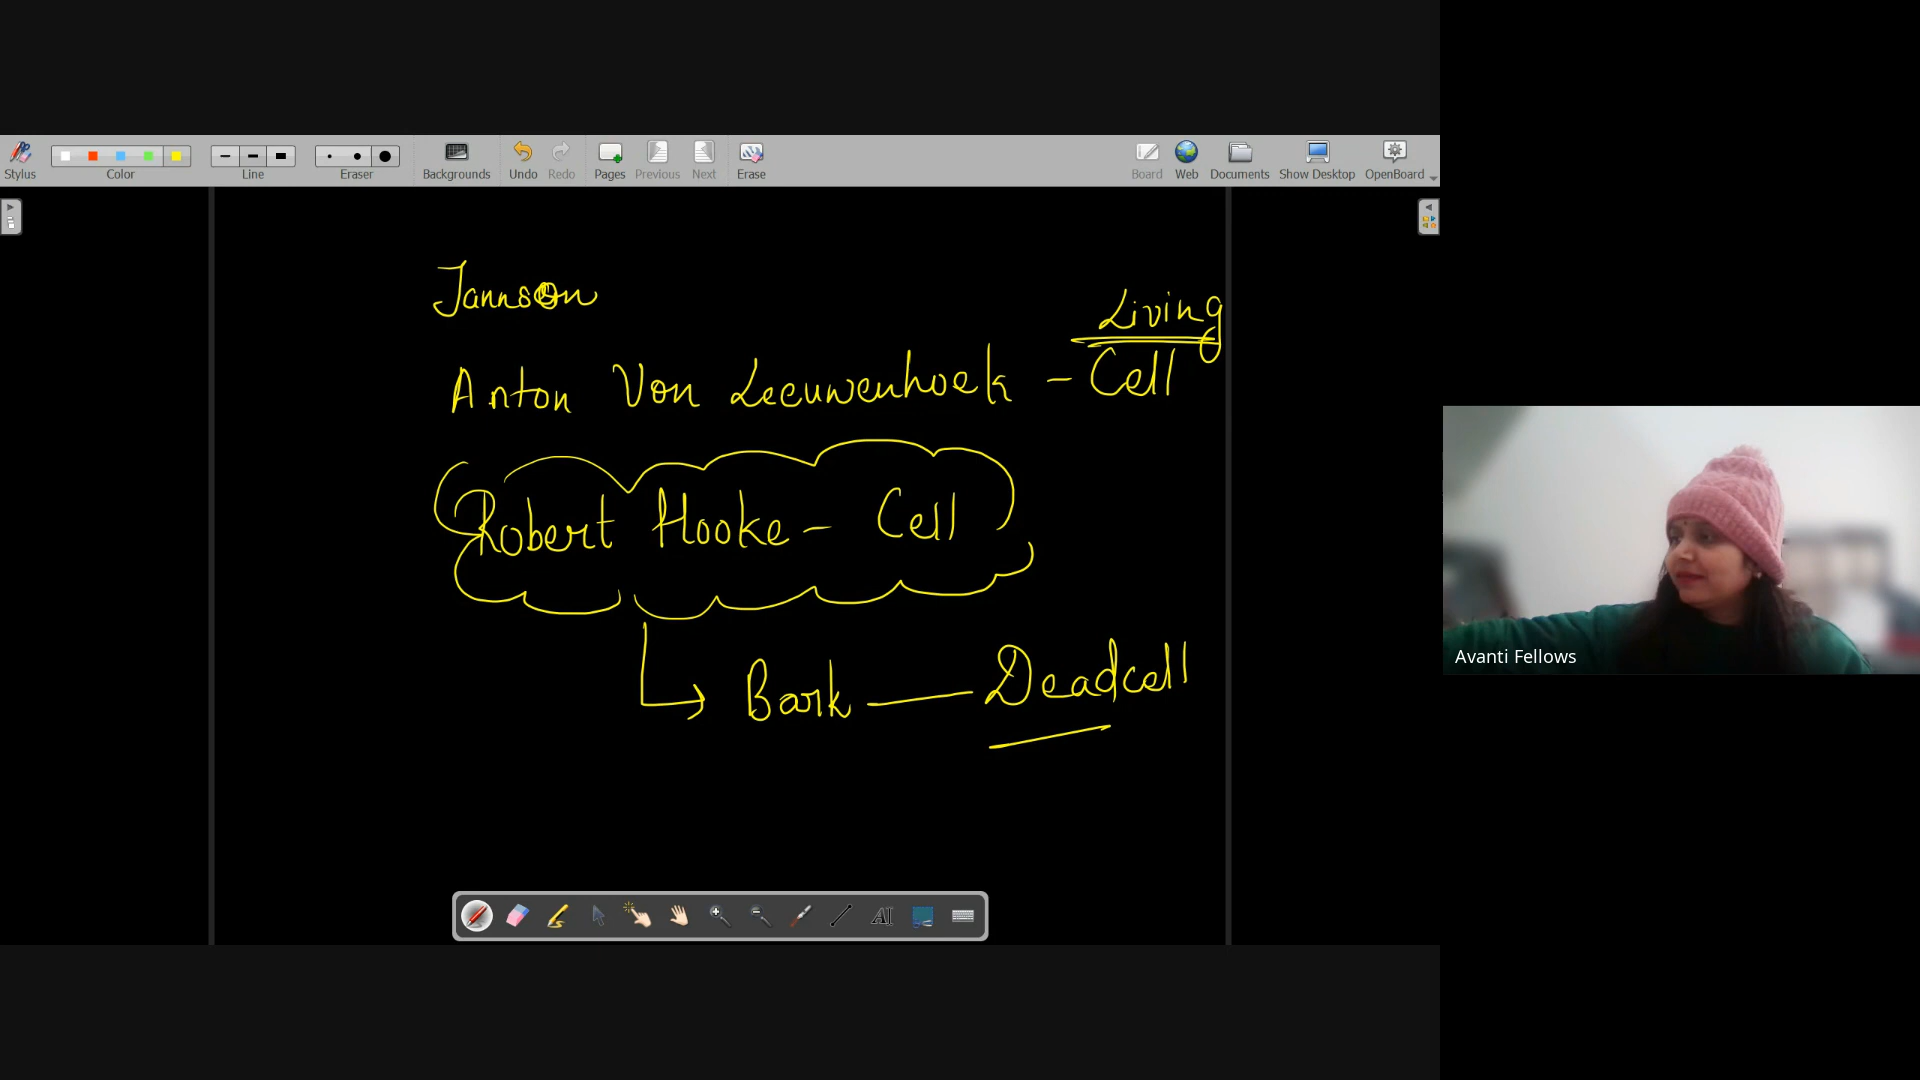 Stylus
Color
Line
Eraser
Backgrounds
Undo
Redo
Pages
Previous
Next
Erase
Board
Web
Documents
Show Desktop
OpenBoard
Jannson
Living
Anton Von Leeuwenhoek - Cell
Robert Hooke - Cell
Bark — Deadcell
Avanti Fellows